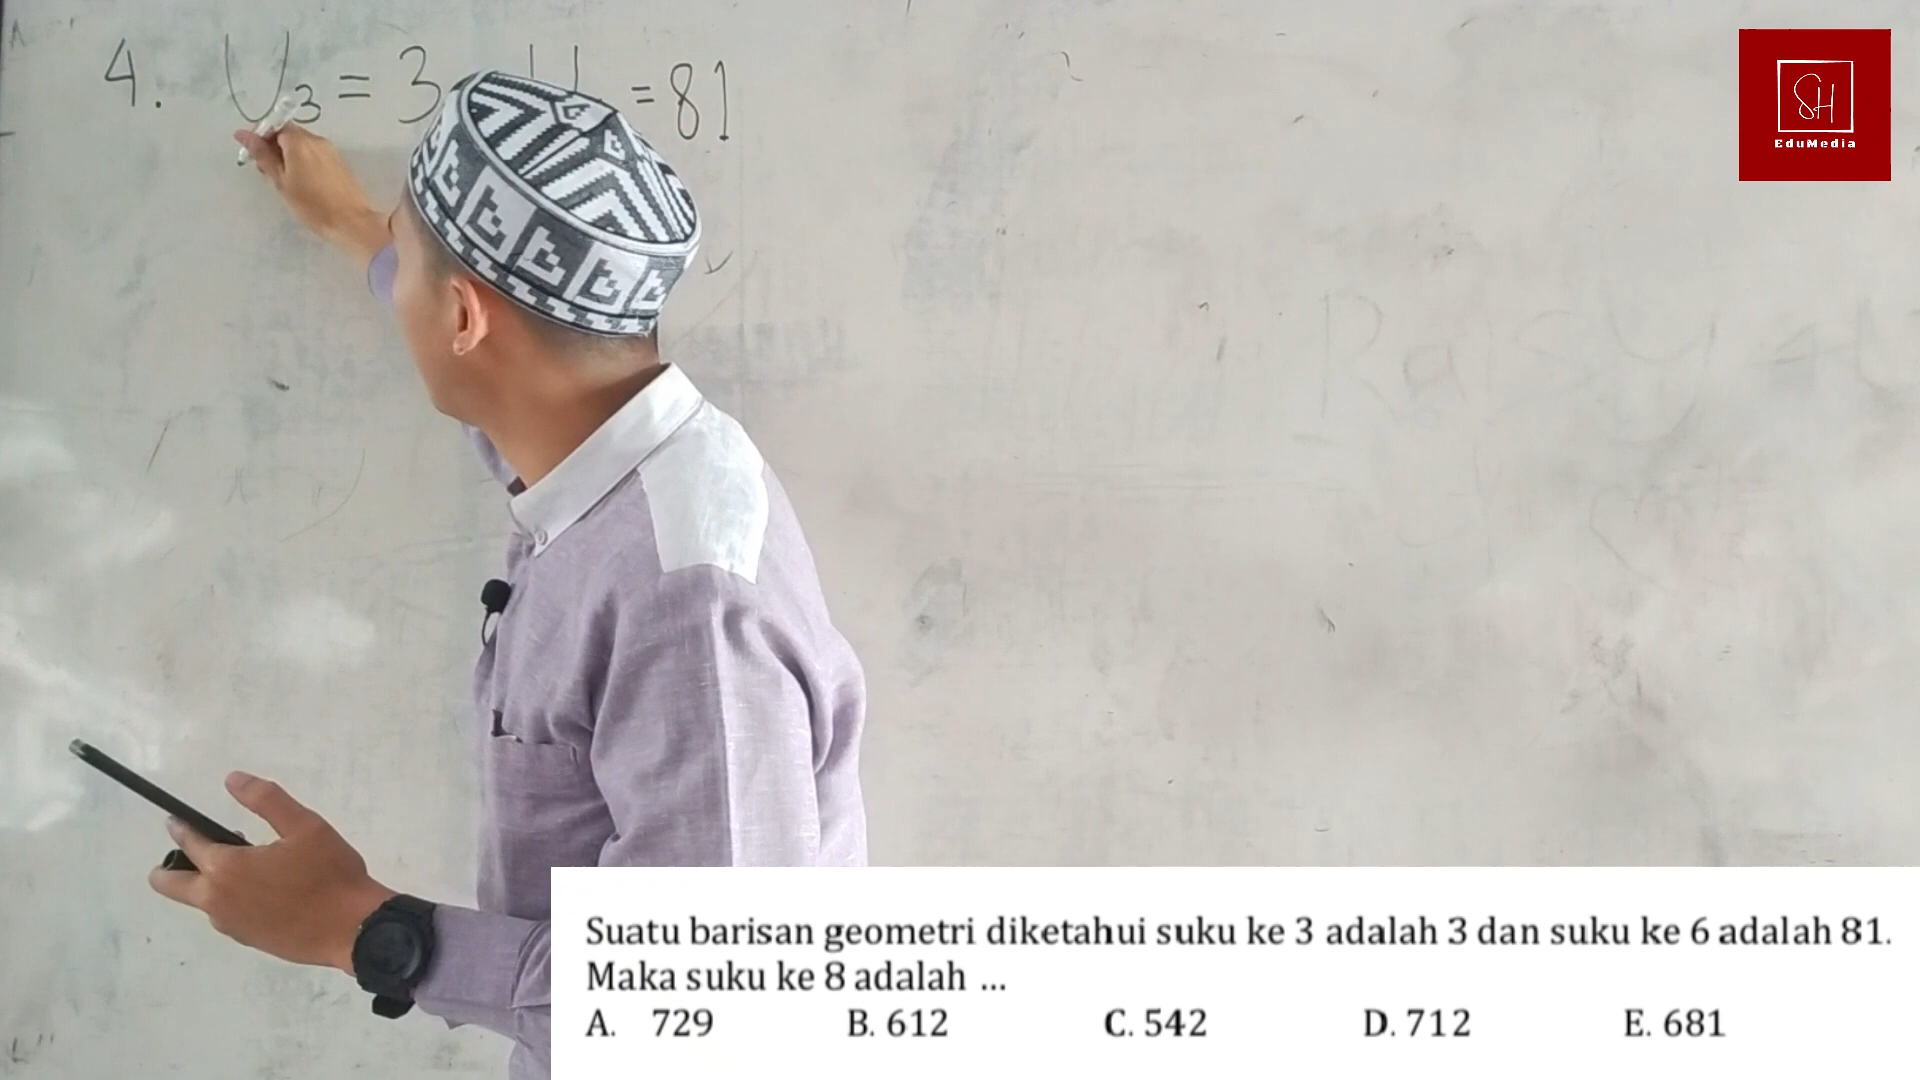 4. U3 = 3 U = 81
SH
EduMedia
Suatu barisan geometri diketahui suku ke 3 adalah 3 dan suku ke 6 adalah 81.
Maka suku ke 8 adalah ...
A. 729 B. 612 C. 542 D. 712 E. 681